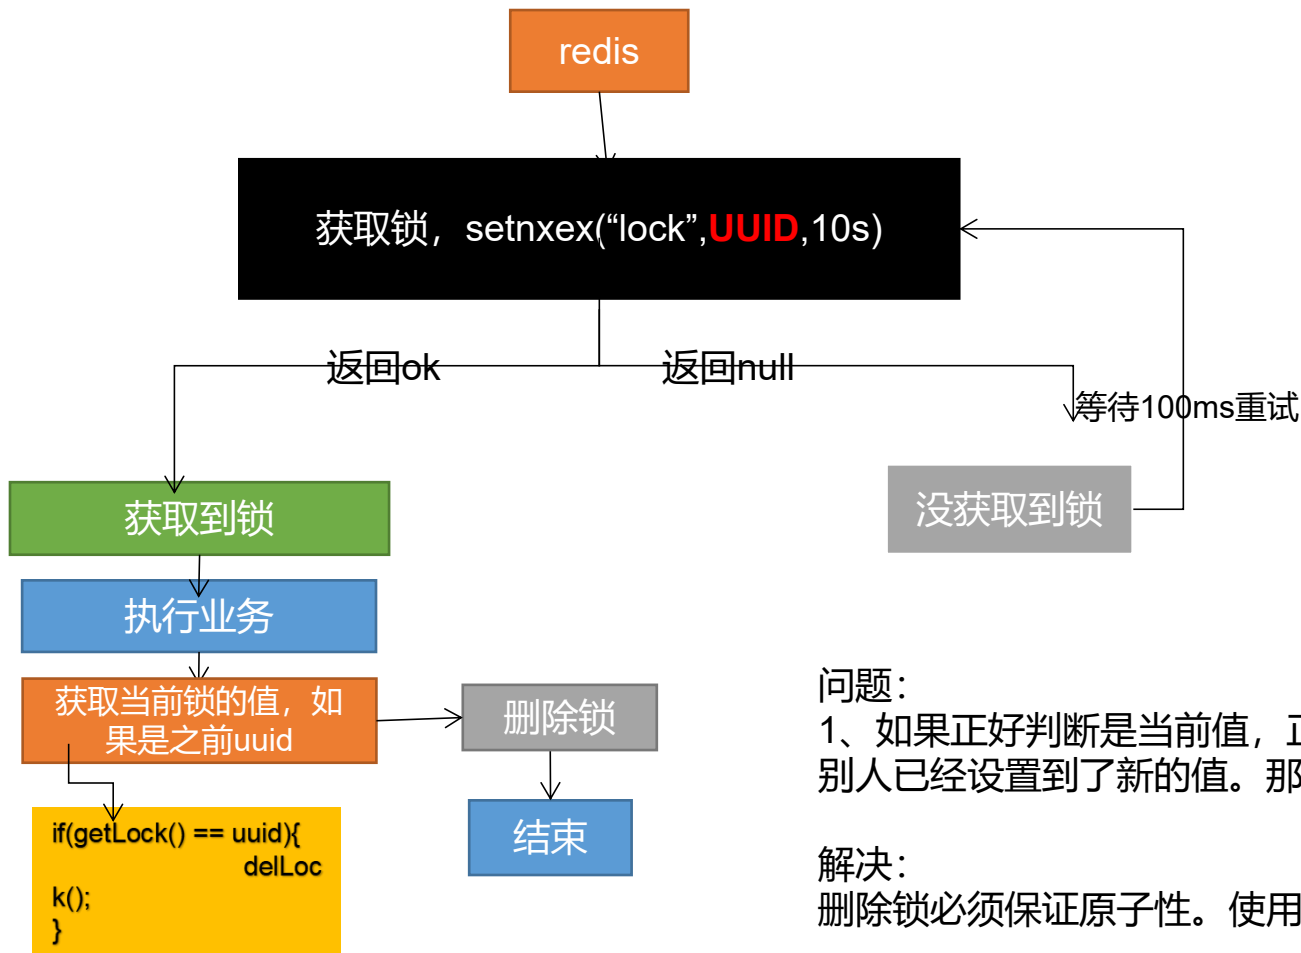 redis
获取锁，setnxex(“lock”,UUID,10s)
返回ok
返回null
等待100ms重试
获取到锁
没获取到锁
执行业务
获取当前锁的值，如
果是之前uuid
删除锁
结束
if(getLock() == uuid){
delLoc
k();
}
问题：
1、如果正好判断是当前值，正
别人已经设置到了新的值。那
解决：
删除锁必须保证原子性。使用